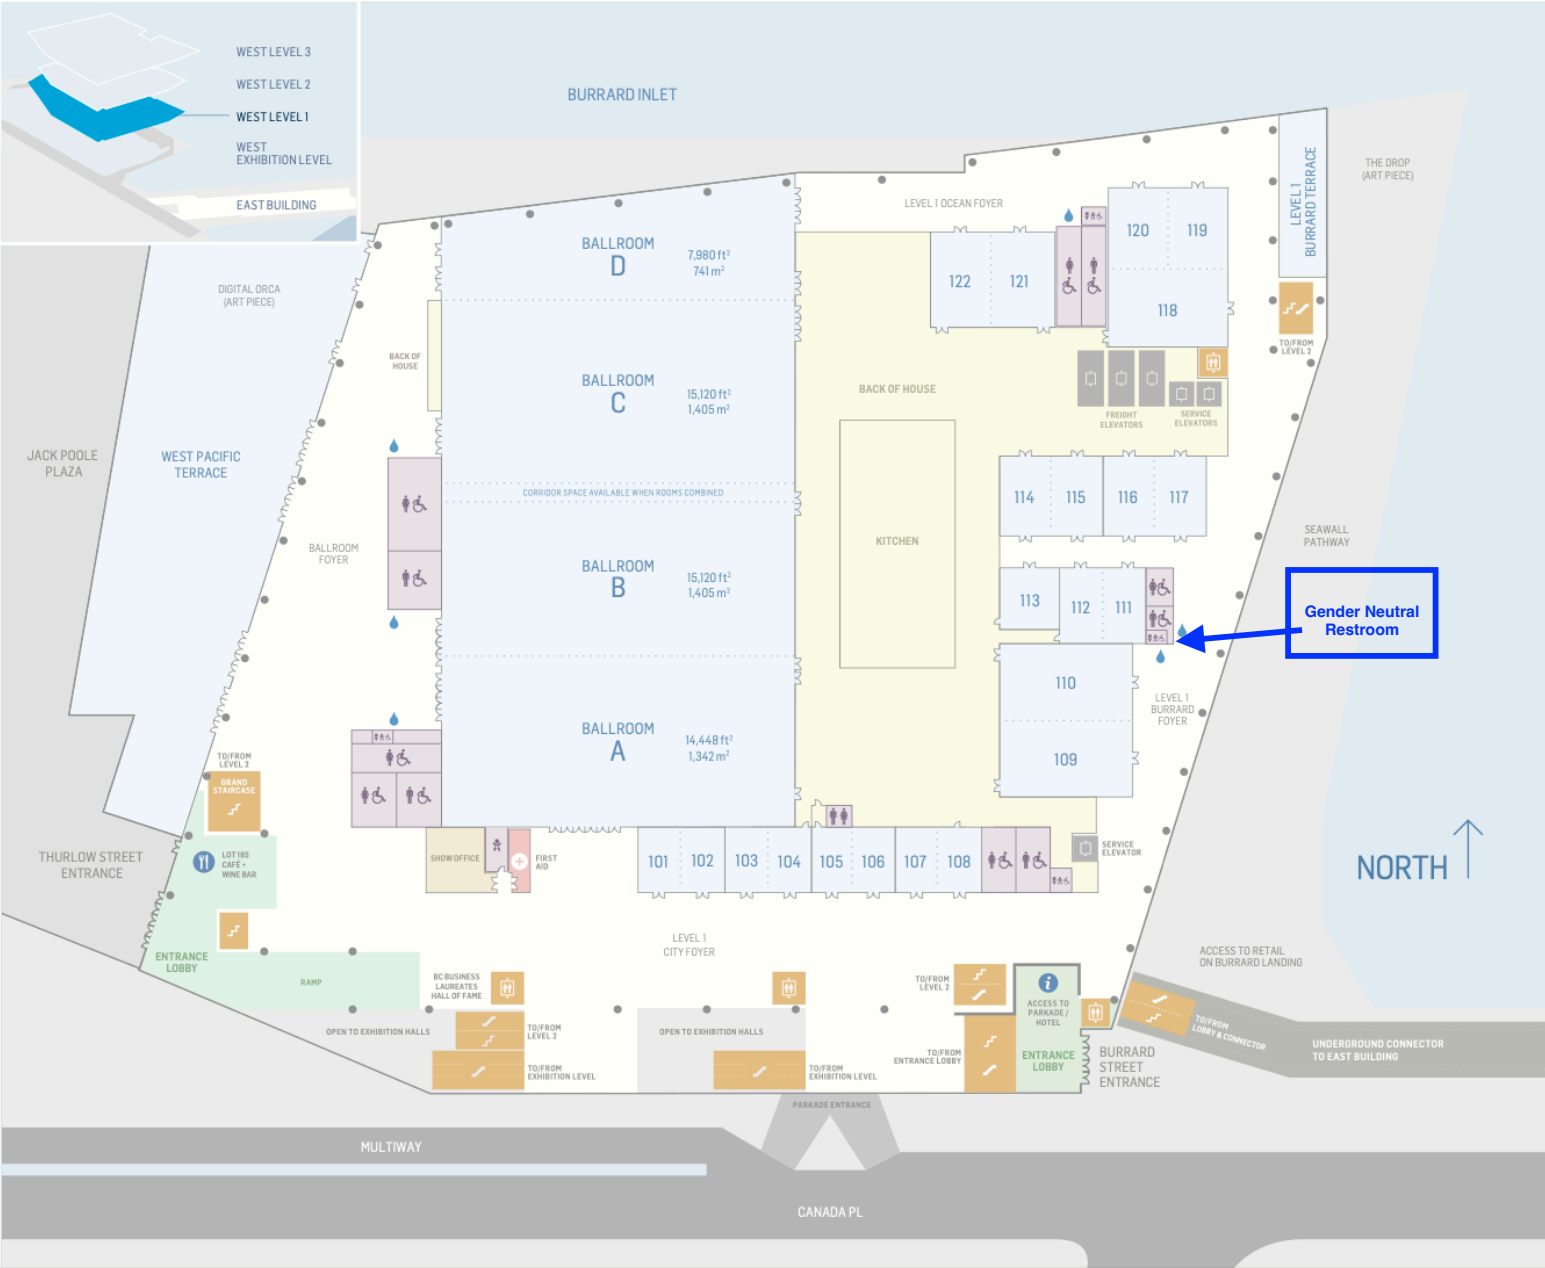 WEST LEVEL 3
WEST LEVEL 2
WEST LEVEL 1
WEST
EXHIBITION LEVEL
EAST BUILDING
BURRARD INLET
THE DROP
(ART PIECE)
LEVEL 1
BURRARD TERRACE
LEVEL 1 OCEAN FOYER
120
119
118
122
121
BALLROOM
D
7,980 ft²
741 m²
DIGITAL ORCA
(ART PIECE)
TO/FROM
LEVEL 2
BACK OF
HOUSE
BALLROOM
C
15,120 ft²
1,405 m²
BACK OF HOUSE
FREIGHT
ELEVATORS
SERVICE
ELEVATORS
JACK POOLE
PLAZA
WEST PACIFIC
TERRACE
CORRIDOR SPACE AVAILABLE WHEN ROOMS COMBINED
114
115
116
117
KITCHEN
SEAWALL
PATHWAY
BALLROOM
FOYER
BALLROOM
B
15,120 ft²
1,405 m²
113
112
111
Gender Neutral
Restroom
110
LEVEL 1
BURRARD
FOYER
109
BALLROOM
A
14,448 ft²
1,342 m²
TO/FROM
LEVEL 2
GRAND
STAIRCASE
THURLOW STREET
ENTRANCE
LOT 185
CAFÉ +
WINE BAR
SHOW OFFICE
FIRST
AID
101
102
103
104
105
106
107
108
SERVICE
ELEVATOR
NORTH
LEVEL 1
CITY FOYER
ENTRANCE
LOBBY
RAMP
BC BUSINESS
LAUREATES
HALL OF FAME
TO/FROM
LEVEL 2
i
ACCESS TO
PARKADE /
HOTEL
ACCESS TO RETAIL
ON BURRARD LANDING
OPEN TO EXHIBITION HALLS
TO/FROM
LEVEL 2
OPEN TO EXHIBITION HALLS
TO/FROM
LOBBY & CONNECTOR
UNDERGROUND CONNECTOR
TO EAST BUILDING
TO/FROM
EXHIBITION LEVEL
TO/FROM
EXHIBITION LEVEL
TO/FROM
ENTRANCE LOBBY
ENTRANCE
LOBBY
BURRARD
STREET
ENTRANCE
PARKADE ENTRANCE
MULTIWAY
CANADA PL